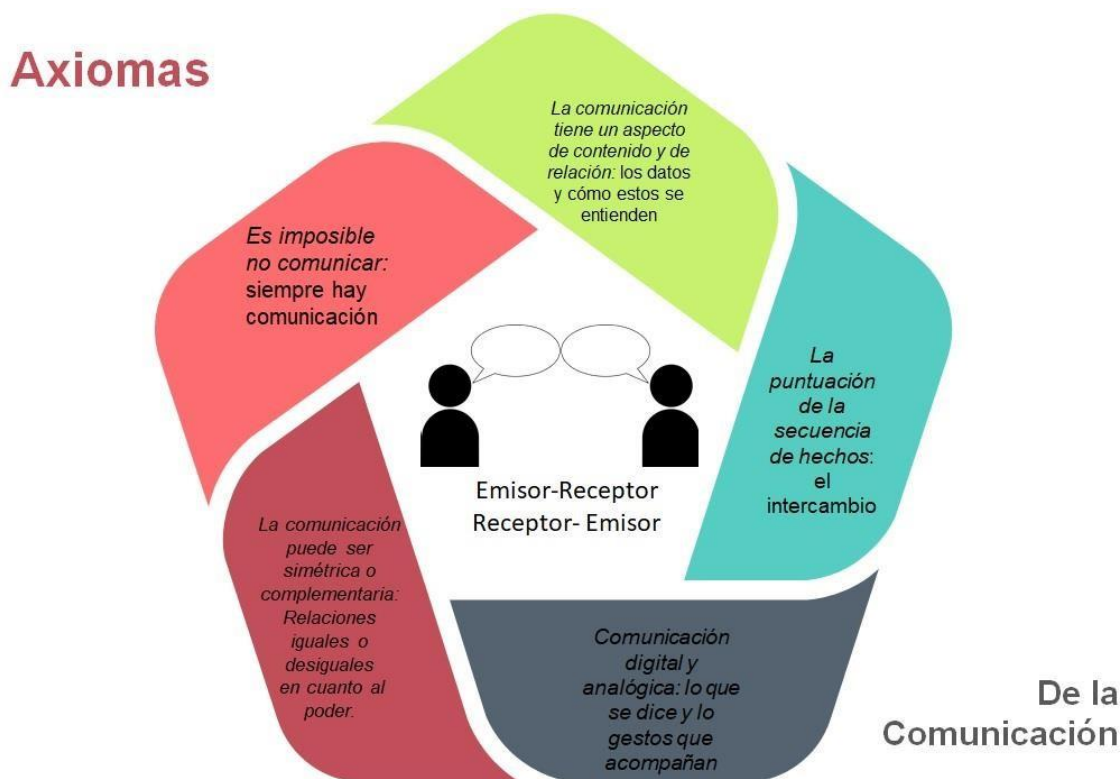 Axiomas
La comunicación
tiene un aspecto
de contenido y de
relación: los datos
y cómo estos se
entienden
Es imposible
no comunicar:
siempre hay
comunicación
La
puntuación
de la
secuencia
de hechos:
el
intercambio
Emisor-Receptor
Receptor- Emisor
La comunicación
puede ser
simétrica o
complementaria:
Relaciones
iguales o
desiguales
en cuanto al
poder.
Comunicación
digital y
analógica: lo que
se dice y lo
gestos que
acompañan
De la
Comunicación